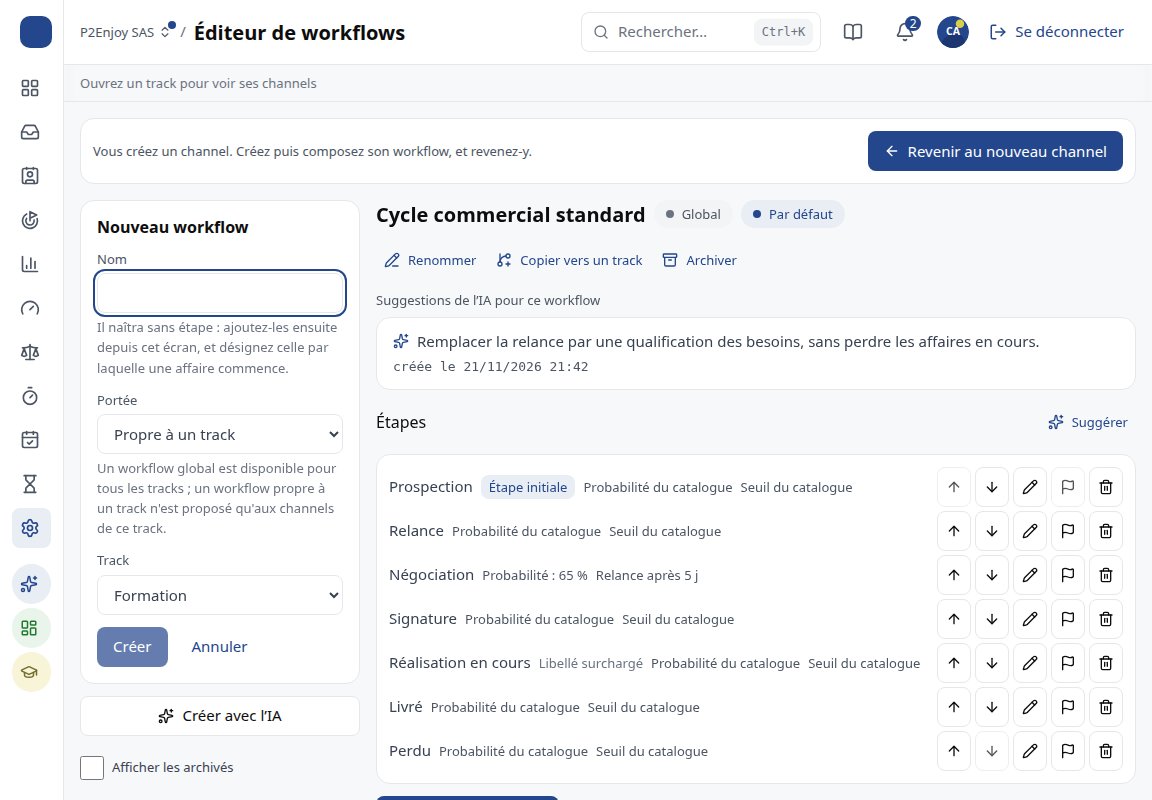 P2Enjoy SAS / Éditeur de workflows
Rechercher... Ctrl+K
2
CA
Se déconnecter
Ouvrez un track pour voir ses channels
Vous créez un channel. Créez puis composez son workflow, et revenez-y.
Revenir au nouveau channel
Nouveau workflow
Nom
Il naîtra sans étape : ajoutez-les ensuite
depuis cet écran, et désignez celle par
laquelle une affaire commence.
Portée
Propre à un track
Un workflow global est disponible pour
tous les tracks ; un workflow propre à
un track n'est proposé qu'aux channels
de ce track.
Track
Formation
Créer Annuler
Créer avec l’IA
Afficher les archivés
Cycle commercial standard Global Par défaut
Renommer Copier vers un track Archiver
Suggestions de l’IA pour ce workflow
Remplacer la relance par une qualification des besoins, sans perdre les affaires en cours.
créée le 21/11/2026 21:42
Étapes Suggérer
Prospection Étape initiale Probabilité du catalogue Seuil du catalogue
Relance Probabilité du catalogue Seuil du catalogue
Négociation Probabilité : 65 % Relance après 5 j
Signature Probabilité du catalogue Seuil du catalogue
Réalisation en cours Libellé surchargé Probabilité du catalogue Seuil du catalogue
Livré Probabilité du catalogue Seuil du catalogue
Perdu Probabilité du catalogue Seuil du catalogue